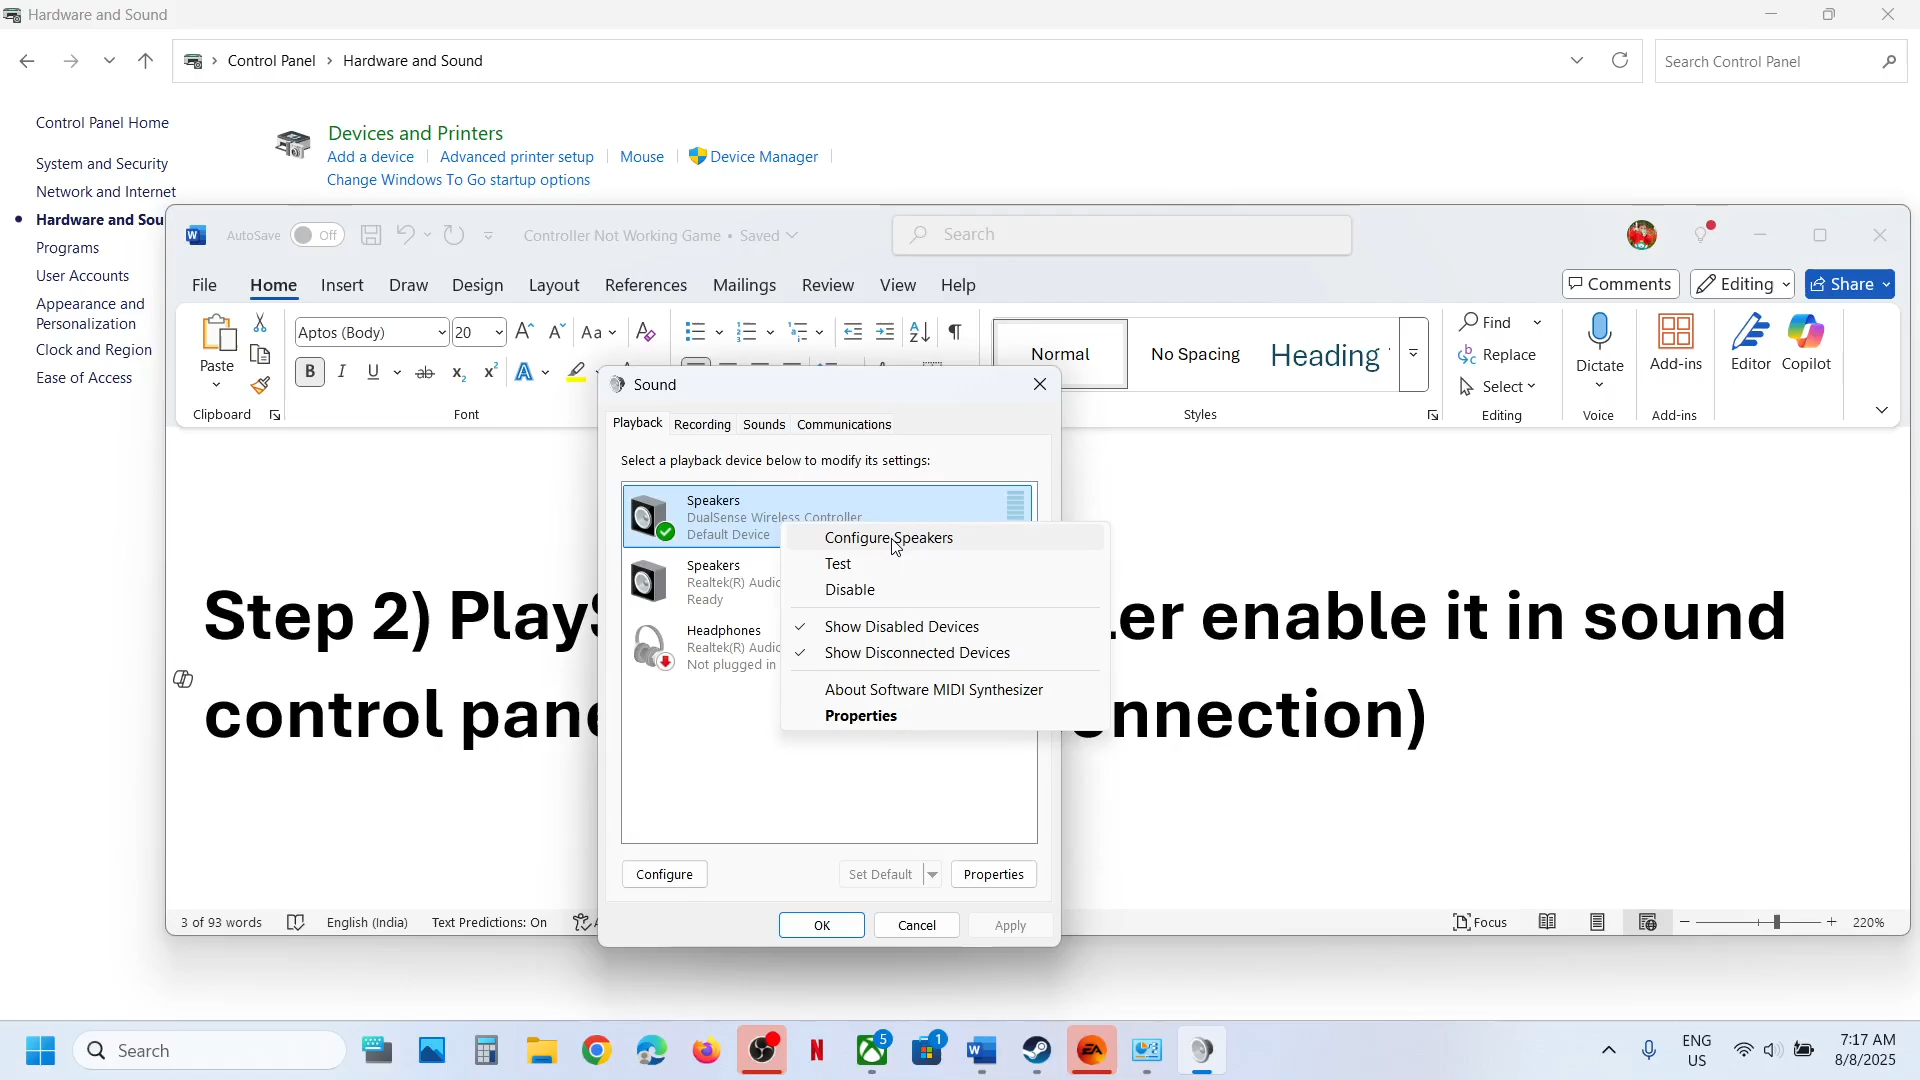 Hardware and Sound
Control Panel > Hardware and Sound
Search Control Panel
Control Panel Home
System and Security
Network and Internet
Hardware and Sou
Programs
User Accounts
Appearance and
Personalization
Clock and Region
Ease of Access
Devices and Printers
Add a device
Advanced printer setup
Mouse
Device Manager
Change Windows To Go startup options
AutoSave Off
Controller Not Working Game • Saved
Search
File Home Insert Draw Design Layout References Mailings Review View Help
Comments
Editing
Share
Paste
Clipboard
Aptos (Body) 20
Font
Normal
No Spacing
Heading
Styles
Find
Replace
Select
Editing
Dictate
Voice
Add-ins
Add-ins
Editor
Copilot
Step 2) PlayS
er enable it in sound
control pan
nnection)
Sound
Playback Recording Sounds Communications
Select a playback device below to modify its settings:
Speakers
DualSense Wireless Controller
Default Device
Speakers
Realtek(R) Audio
Ready
Headphones
Realtek(R) Audio
Not plugged in
Configure Speakers
Test
Disable
Show Disabled Devices
Show Disconnected Devices
About Software MIDI Synthesizer
Properties
Configure
Set Default
Properties
OK
Cancel
Apply
3 of 93 words
English (India)
Text Predictions: On
Focus
220%
Search
5
1
ENG
US
7:17 AM
8/8/2025